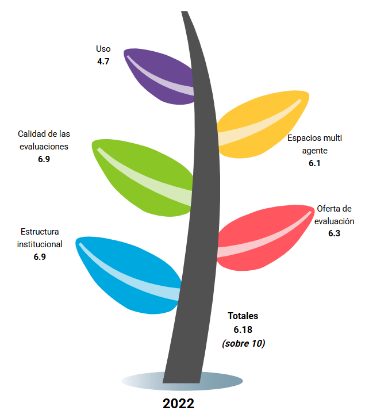 Uso
4.7
Espacios multi
agente
6.1
Calidad de las
evaluaciones
6.9
Oferta de
evaluación
6.3
Estructura
institucional
6.9
Totales
6.18
(sobre 10)
2022